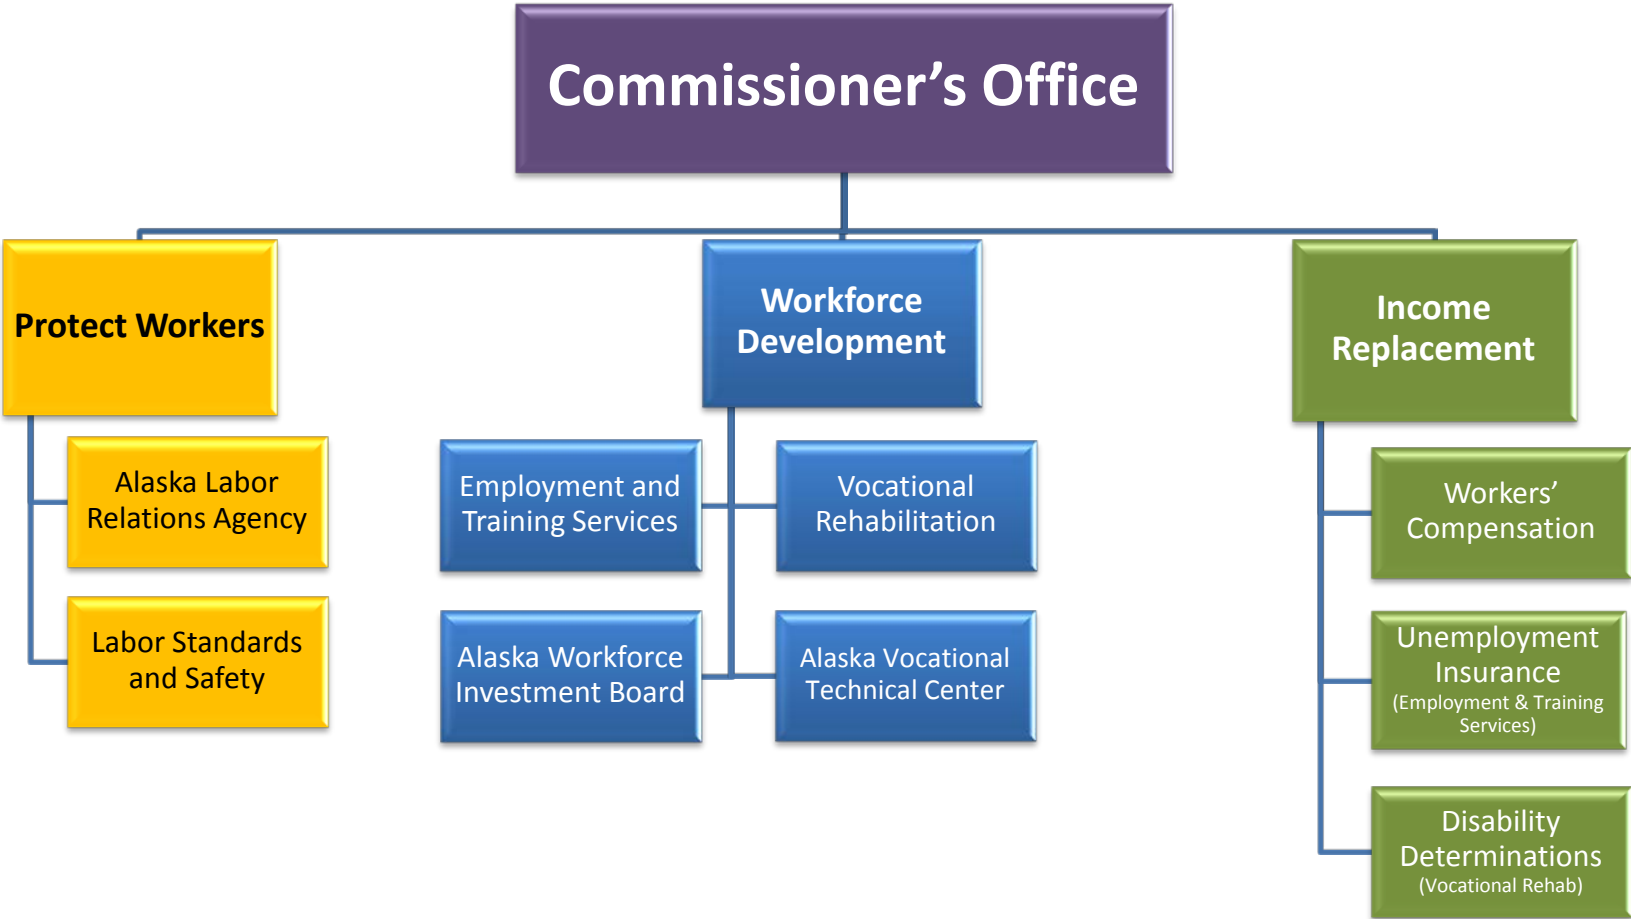 Commissioner’s Office
Protect Workers
Alaska Labor
Relations Agency
Labor Standards
and Safety
Workforce
Development
Employment and
Training Services
Vocational
Rehabilitation
Alaska Workforce
Investment Board
Alaska Vocational
Technical Center
Income
Replacement
Workers’
Compensation
Unemployment
Insurance
(Employment & Training
Services)
Disability
Determinations
(Vocational Rehab)